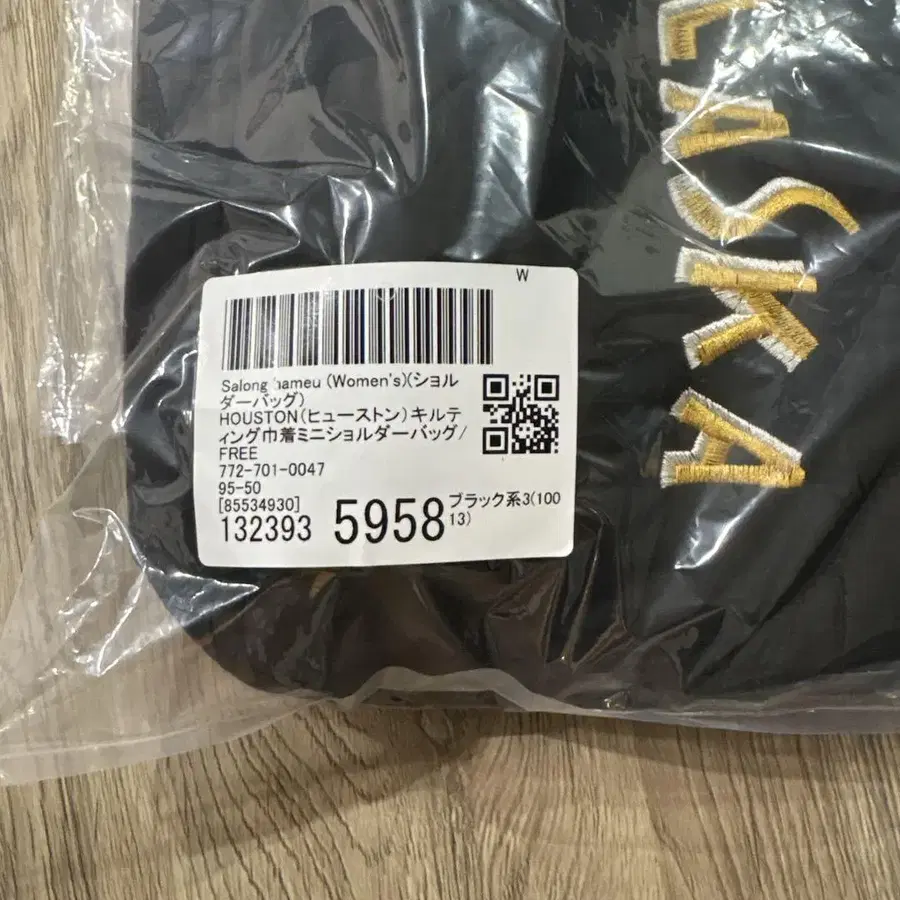 LASKA
W
Salong hameu (Women's)(ショル
ダーバッグ)
HOUSTON(ヒューストン)キルテ
ィング巾着ミニショルダーバッグ/
FREE
772-701-0047
95-50
[85534930]
132393 5958 ブラック系3(100
13)